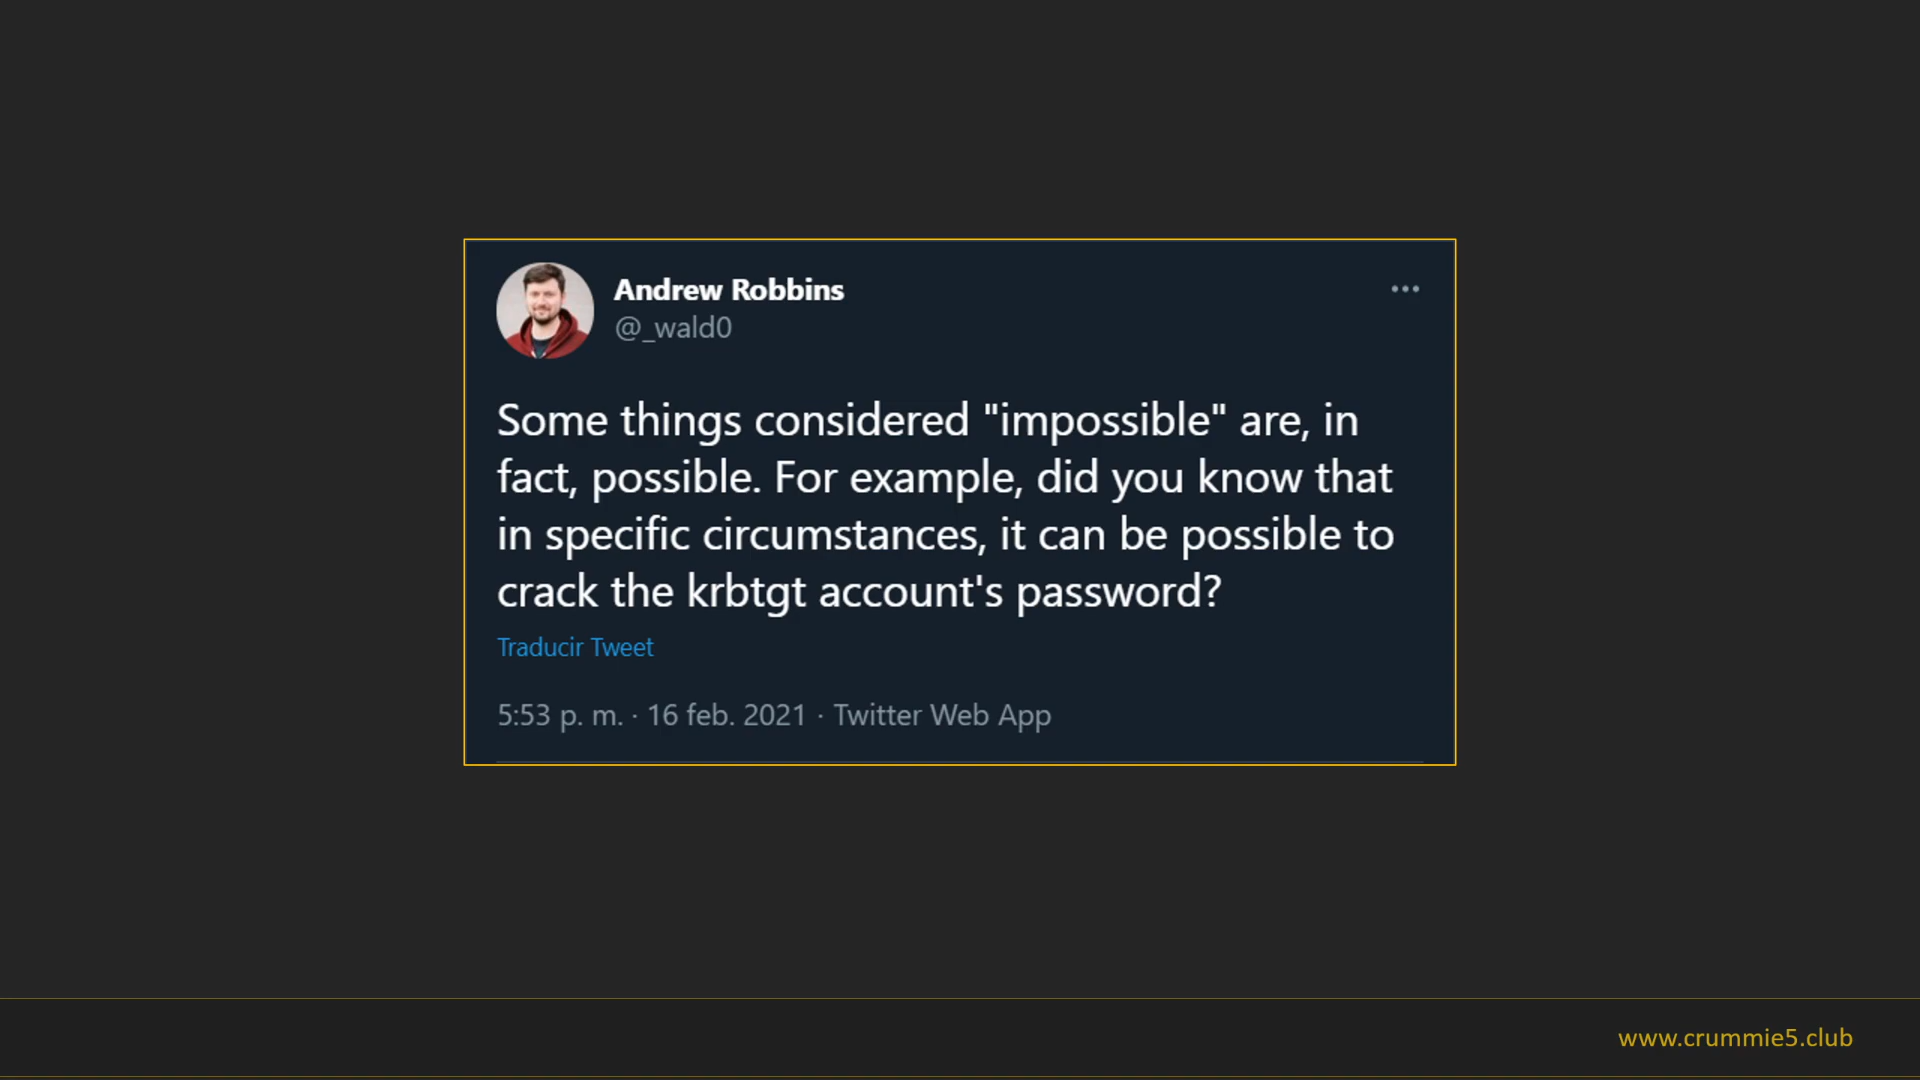 Andrew Robbins
@_wald0
Some things considered "impossible" are, in
fact, possible. For example, did you know that
in specific circumstances, it can be possible to
crack the krbtgt account's password?
Traducir Tweet
5:53 p. m. · 16 feb. 2021 · Twitter Web App
www.crummie5.club